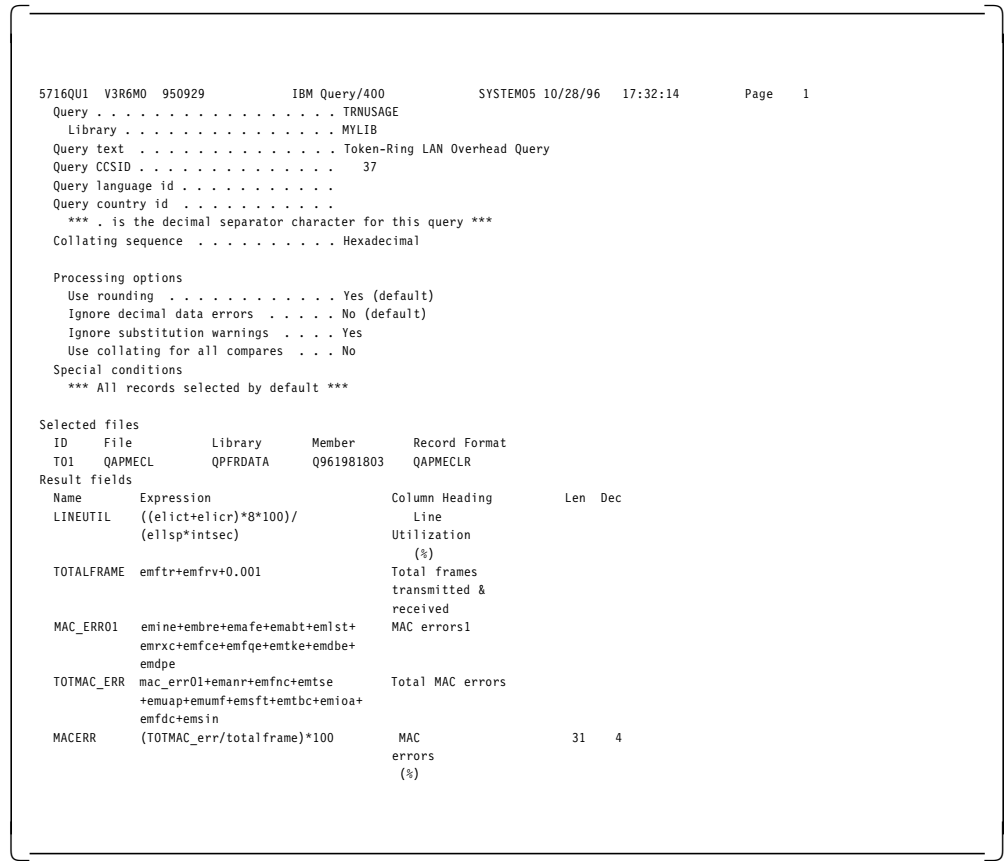 5716QU1 V3R6M0 950929 IBM Query/400 SYSTEM05 10/28/96 17:32:14 Page 1
Query . . . . . . . . . . . . . . . . . TRNUSAGE
Library . . . . . . . . . . . . . . . MYLIB
Query text . . . . . . . . . . . . . . Token-Ring LAN Overhead Query
Query CCSID . . . . . . . . . . . . . . 37
Query language id . . . . . . . . . . .
Query country id . . . . . . . . . . .
*** . is the decimal separator character for this query ***
Collating sequence . . . . . . . . . . Hexadecimal
Processing options
Use rounding . . . . . . . . . . . . Yes (default)
Ignore decimal data errors . . . . . No (default)
Ignore substitution warnings . . . . Yes
Use collating for all compares . . . No
Special conditions
*** All records selected by default ***
Selected files
ID File Library Member Record Format
T01 QAPMECL QPFRDATA Q961981803 QAPMECLR
Result fields
Name Expression Column Heading Len Dec
LINEUTIL ((elict+elicr)*8*100)/ Line
(ellsp*intsec) Utilization
(%)
TOTALFRAME emftr+emfrv+0.001 Total frames
transmitted &
received
MAC_ERR01 emine+embre+emafe+emabt+emlst+ MAC errors1
emrxc+emfce+emfqe+emtke+emdbe+
emdpe
TOTMAC_ERR mac_err01+emanr+emfnc+emtse Total MAC errors
+emuap+emumf+emsft+emtbc+emioa+
emfdc+emsin
MACERR (TOTMAC_err/totalframe)*100 MAC 31 4
errors
(%)